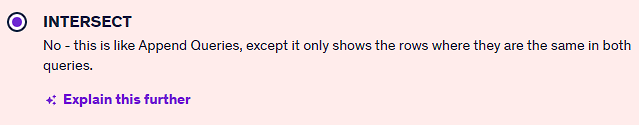 INTERSECT
No - this is like Append Queries, except it only shows the rows where they are the same in both
queries.
Explain this further